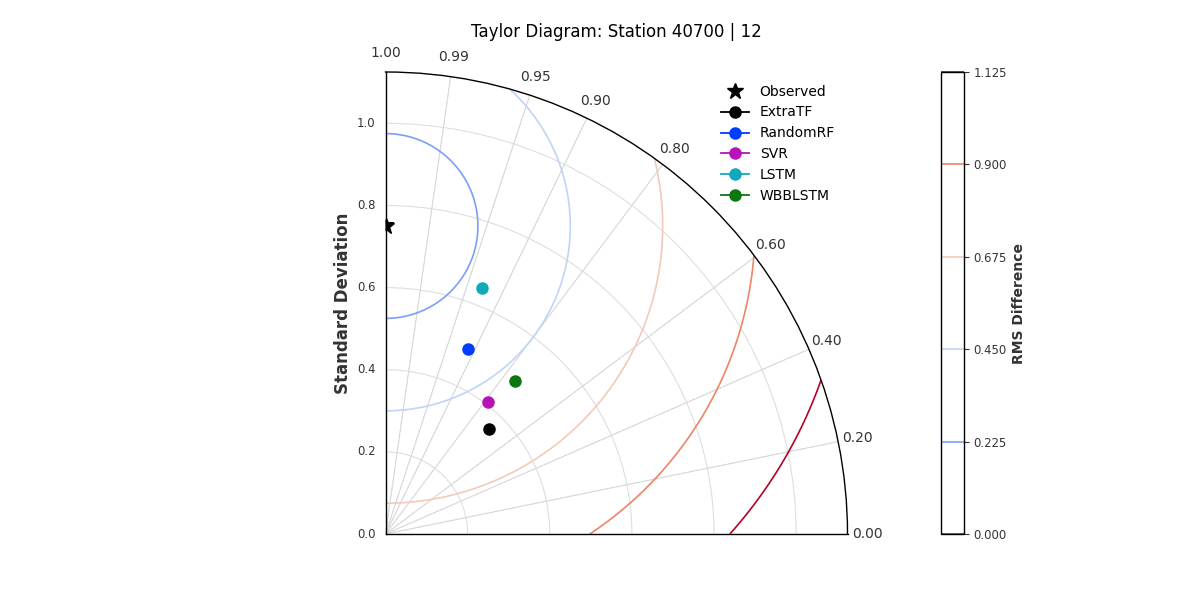 Taylor Diagram: Station 40700 | 12
1.00
0.99
0.95
0.90
0.80
0.60
0.40
0.20
0.00
1.0
0.8
0.6
0.4
0.2
0.0
Standard Deviation
Observed
ExtraTF
RandomRF
SVR
LSTM
WBBLSTM
1.125
0.900
0.675
0.450
0.225
0.000
RMS Difference